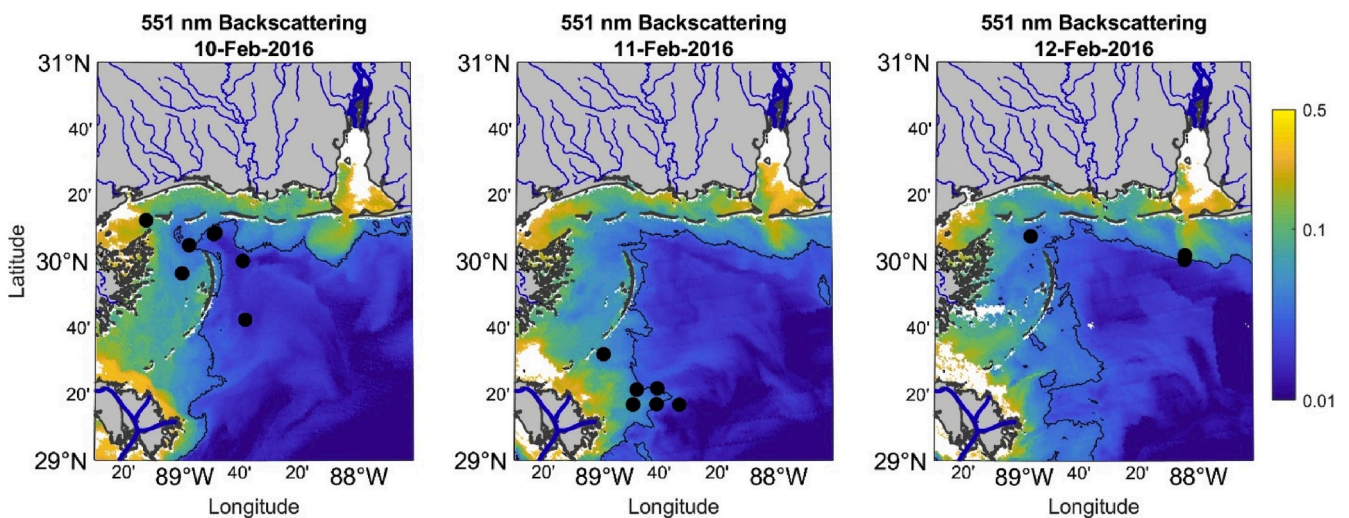 551 nm Backscattering
10-Feb-2016
551 nm Backscattering
11-Feb-2016
551 nm Backscattering
12-Feb-2016
31°N
40'
20'
30°N
40'
20'
29°N
Latitude
20'
89°W
40'
20'
88°W
Longitude
31°N
40'
20'
30°N
40'
20'
29°N
20'
89°W
40'
20'
88°W
Longitude
31°N
40'
20'
30°N
40'
20'
29°N
20'
89°W
40'
20'
88°W
Longitude
0.5
0.1
0.01